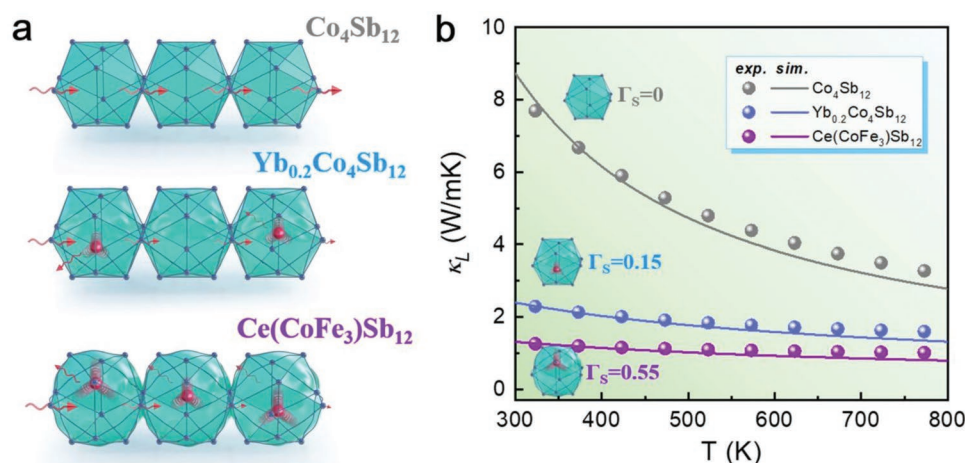 a
Co₄Sb₁₂
Yb₀.₂Co₄Sb₁₂
Ce(CoFe₃)Sb₁₂
b
10
8
6
4
2
0
κL (W/mK)
300 400 500 600 700 800
T (K)
exp. sim.
Co₄Sb₁₂
Yb₀.₂Co₄Sb₁₂
Ce(CoFe₃)Sb₁₂
ΓS=0
ΓS=0.15
ΓS=0.55